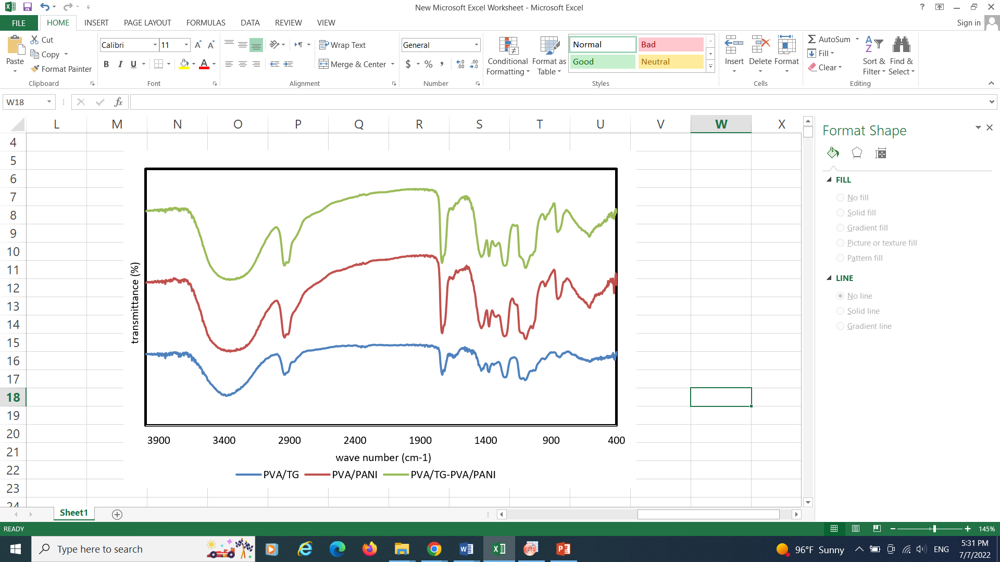 New Microsoft Excel Worksheet - Microsoft Excel
?
FILE HOME INSERT PAGE LAYOUT FORMULAS DATA REVIEW VIEW Sign in
Paste
Cut
Copy
Format Painter
Clipboard
Calibri 11 A A
B I U A
Font
Wrap Text
Merge & Center
Alignment
General
$ % ,
Number
Conditional Formatting
Format as Table
Normal Bad
Good Neutral
Styles
Insert Delete Format
Cells
AutoSum
Fill
Clear
Sort & Filter
Find & Select
Editing
W18 fx
L M N O P Q R S T U V W X
4
5
6
7
8
9
10
11
12
13
14
15
16
17
18
19
20
21
22
23
24
transmittance (%)
3900 3400 2900 2400 1900 1400 900 400
wave number (cm-1)
PVA/TG PVA/PANI PVA/TG-PVA/PANI
Format Shape
FILL
No fill
Solid fill
Gradient fill
Picture or texture fill
Pattern fill
LINE
No line
Solid line
Gradient line
Sheet1
READY 145%
Type here to search
96°F Sunny
ENG
5:31 PM
7/7/2022